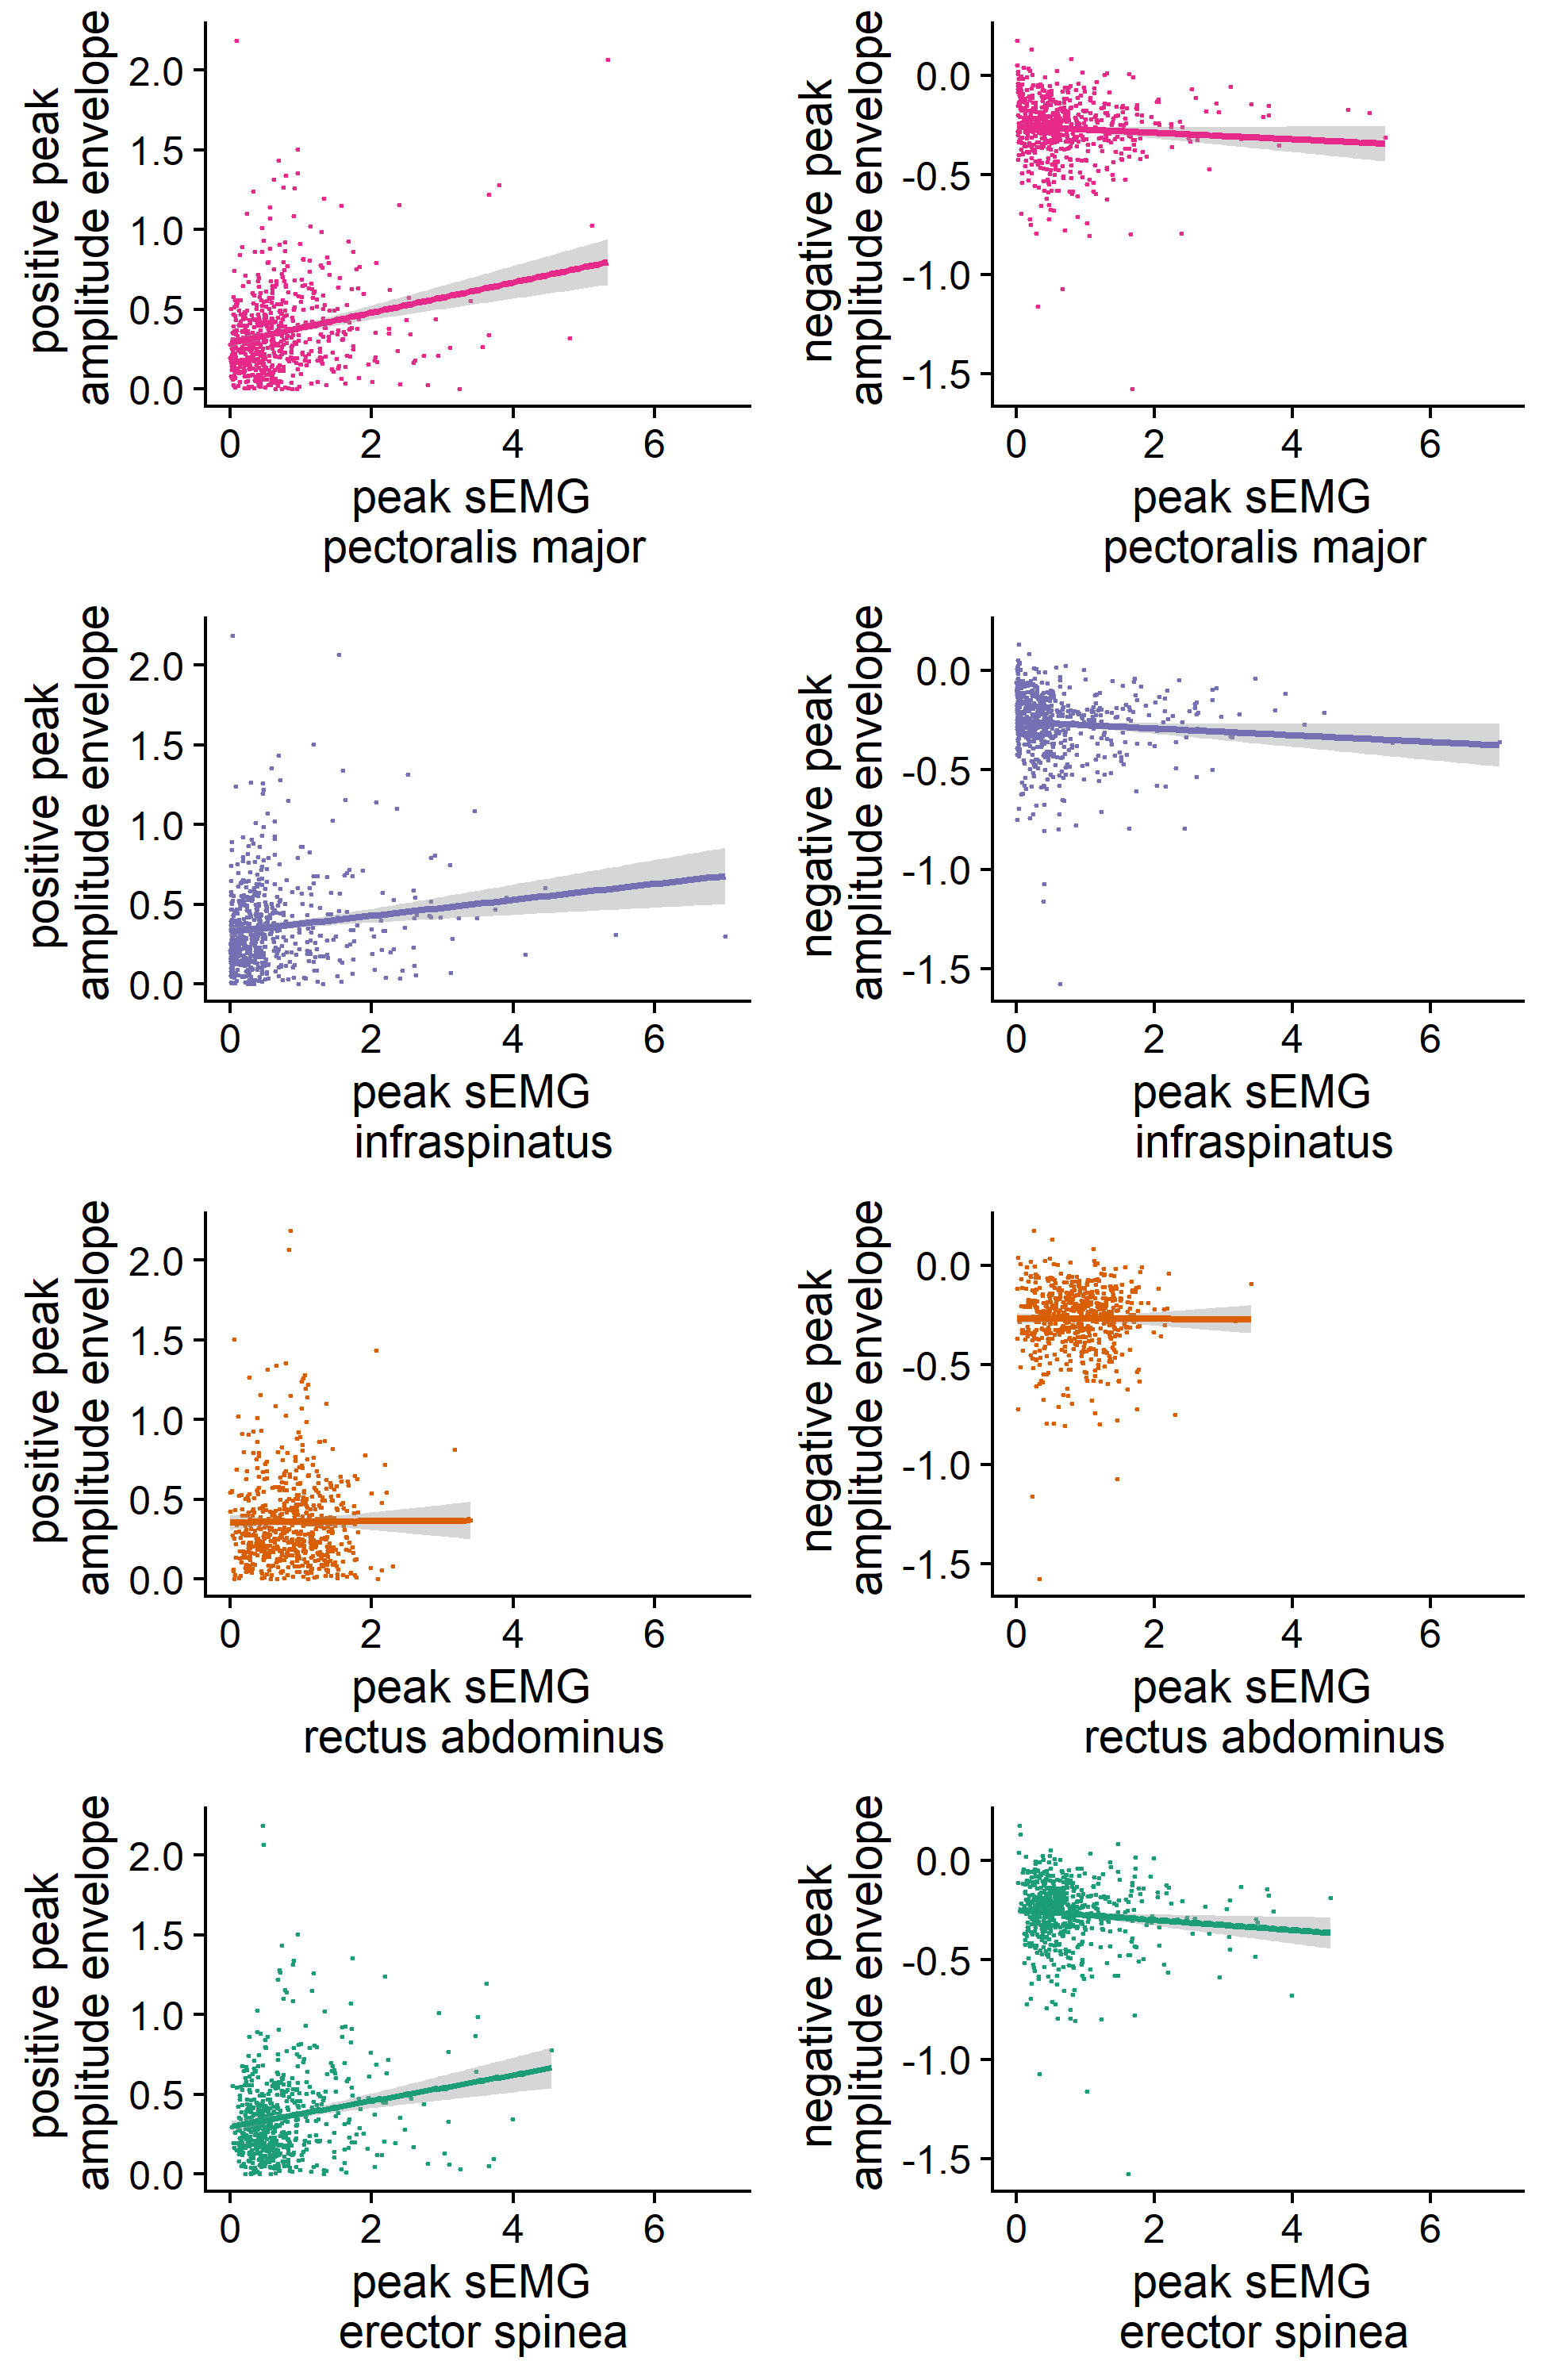 positive peak
amplitude envelope
2.0
1.5
1.0
0.5
0.0
0 2 4 6
peak sEMG
pectoralis major
negative peak
amplitude envelope
0.0
-0.5
-1.0
-1.5
0 2 4 6
peak sEMG
pectoralis major
positive peak
amplitude envelope
2.0
1.5
1.0
0.5
0.0
0 2 4 6
peak sEMG
infraspinatus
negative peak
amplitude envelope
0.0
-0.5
-1.0
-1.5
0 2 4 6
peak sEMG
infraspinatus
positive peak
amplitude envelope
2.0
1.5
1.0
0.5
0.0
0 2 4 6
peak sEMG
rectus abdominus
negative peak
amplitude envelope
0.0
-0.5
-1.0
-1.5
0 2 4 6
peak sEMG
rectus abdominus
positive peak
amplitude envelope
2.0
1.5
1.0
0.5
0.0
0 2 4 6
peak sEMG
erector spinea
negative peak
amplitude envelope
0.0
-0.5
-1.0
-1.5
0 2 4 6
peak sEMG
erector spinea